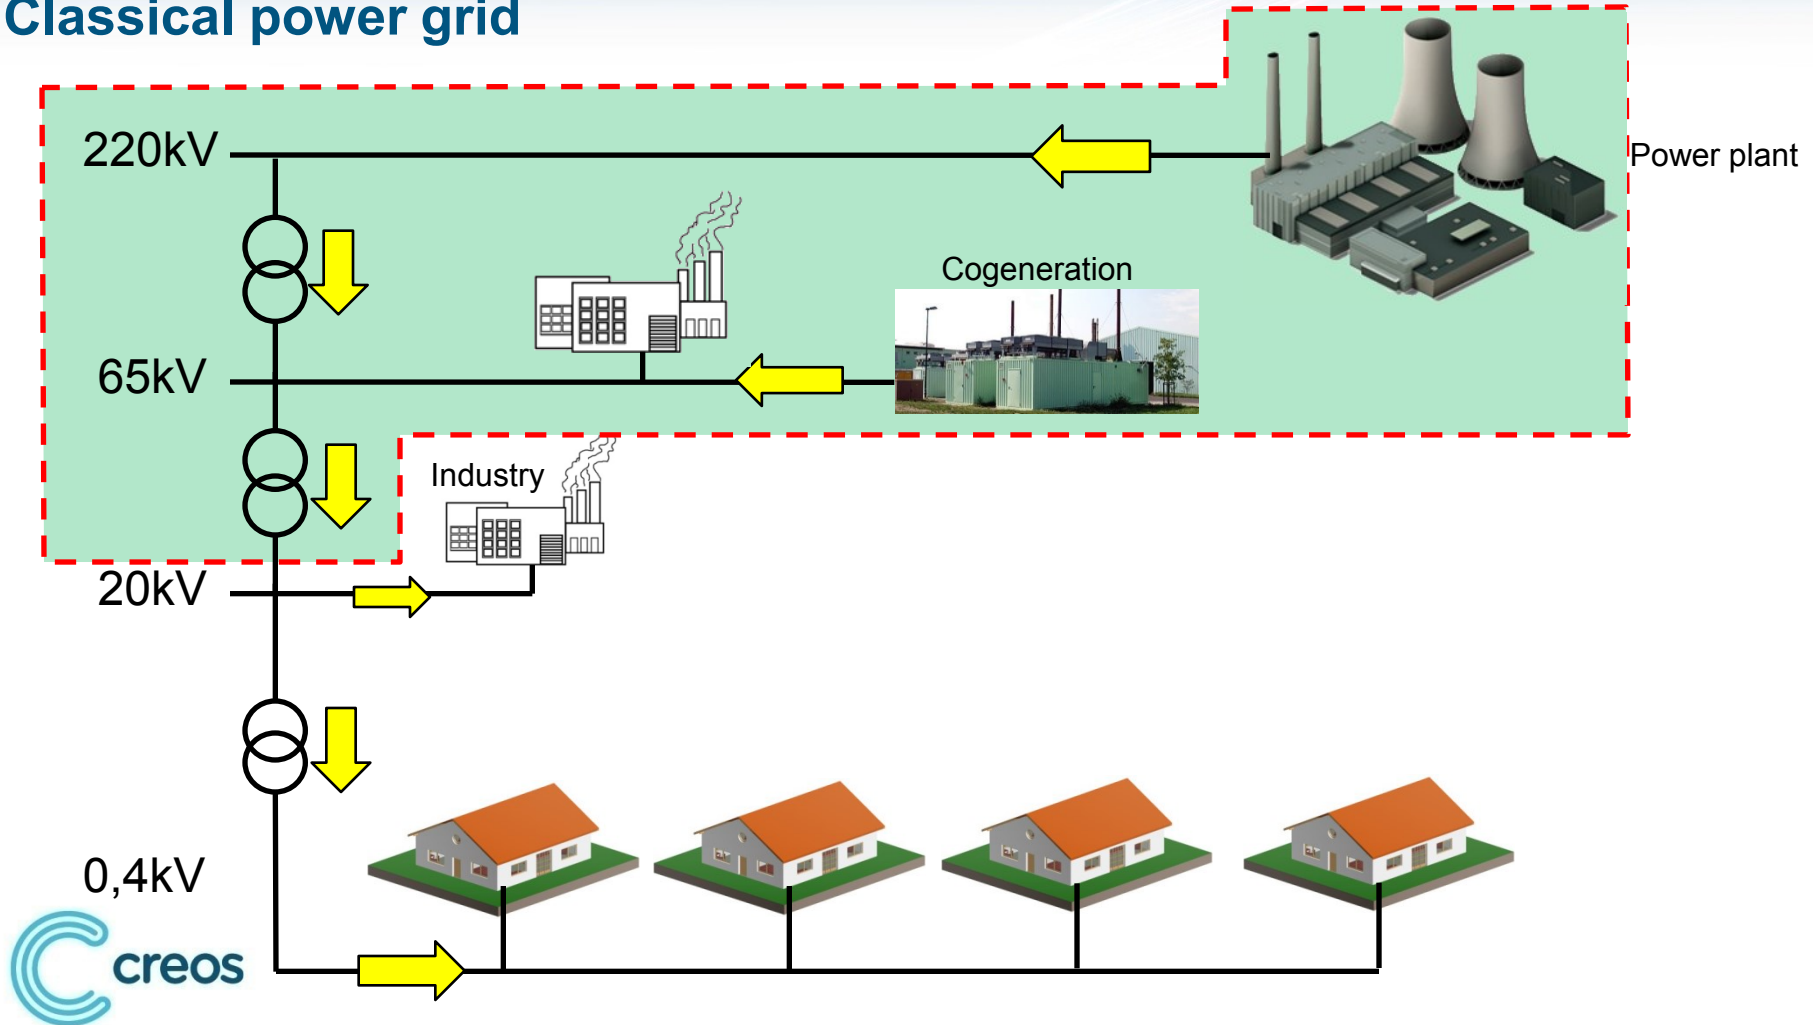 Classical power grid
220kV
Power plant
Cogeneration
65kV
Industry
20kV
0,4kV
creos